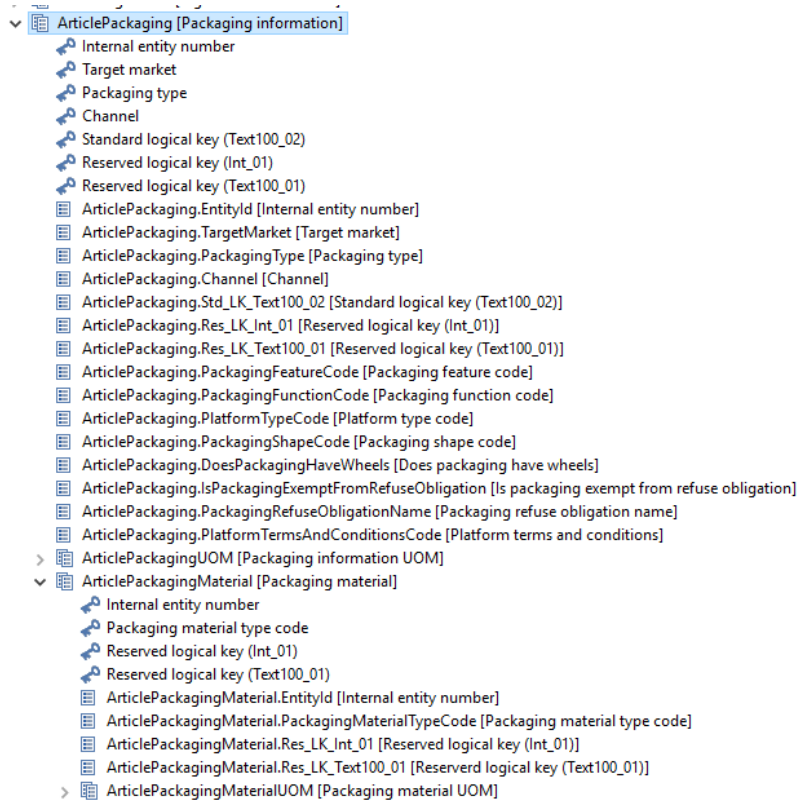 ArticlePackaging [Packaging information]
Internal entity number
Target market
Packaging type
Channel
Standard logical key (Text100_02)
Reserved logical key (Int_01)
Reserved logical key (Text100_01)
ArticlePackaging.EntityId [Internal entity number]
ArticlePackaging.TargetMarket [Target market]
ArticlePackaging.PackagingType [Packaging type]
ArticlePackaging.Channel [Channel]
ArticlePackaging.Std_LK_Text100_02 [Standard logical key (Text100_02)]
ArticlePackaging.Res_LK_Int_01 [Reserved logical key (Int_01)]
ArticlePackaging.Res_LK_Text100_01 [Reserved logical key (Text100_01)]
ArticlePackaging.PackagingFeatureCode [Packaging feature code]
ArticlePackaging.PackagingFunctionCode [Packaging function code]
ArticlePackaging.PlatformTypeCode [Platform type code]
ArticlePackaging.PackagingShapeCode [Packaging shape code]
ArticlePackaging.DoesPackagingHaveWheels [Does packaging have wheels]
ArticlePackaging.IsPackagingExemptFromRefuseObligation [Is packaging exempt from refuse obligation]
ArticlePackaging.PackagingRefuseObligationName [Packaging refuse obligation name]
ArticlePackaging.PlatformTermsAndConditionsCode [Platform terms and conditions]
ArticlePackagingUOM [Packaging information UOM]
ArticlePackagingMaterial [Packaging material]
Internal entity number
Packaging material type code
Reserved logical key (Int_01)
Reserved logical key (Text100_01)
ArticlePackagingMaterial.EntityId [Internal entity number]
ArticlePackagingMaterial.PackagingMaterialTypeCode [Packaging material type code]
ArticlePackagingMaterial.Res_LK_Int_01 [Reserved logical key (Int_01)]
ArticlePackagingMaterial.Res_LK_Text100_01 [Reserverd logical key (Text100_01)]
ArticlePackagingMaterialUOM [Packaging material UOM]